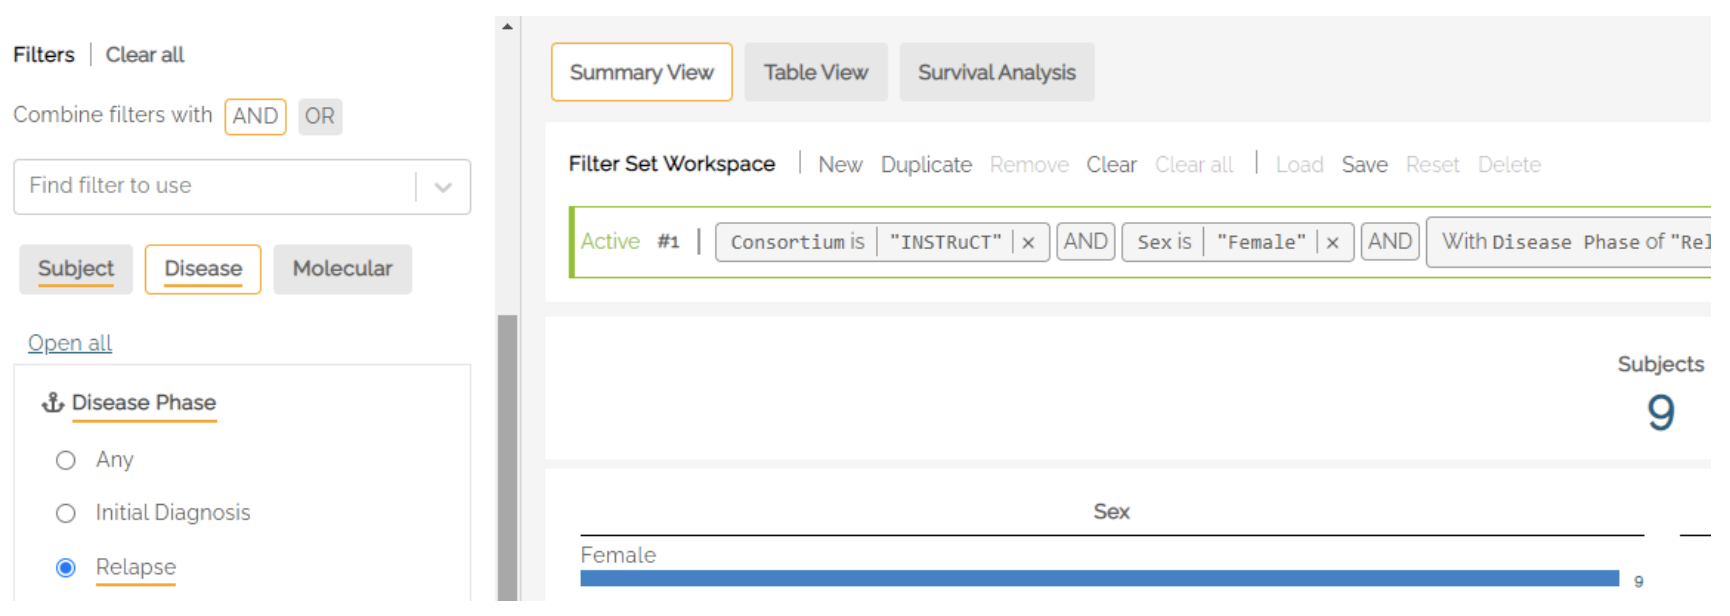 Filters | Clear all
Combine filters with AND OR
Find filter to use
Subject Disease Molecular
Open all
Disease Phase
Any
Initial Diagnosis
Relapse
Summary View Table View Survival Analysis
Filter Set Workspace | New Duplicate Remove Clear Clear all | Load Save Reset Delete
Active #1 | Consortium is | "INSTRuCT" | × AND Sex is | "Female" | × AND With Disease Phase of "Rel
Subjects
9
Sex
Female
9